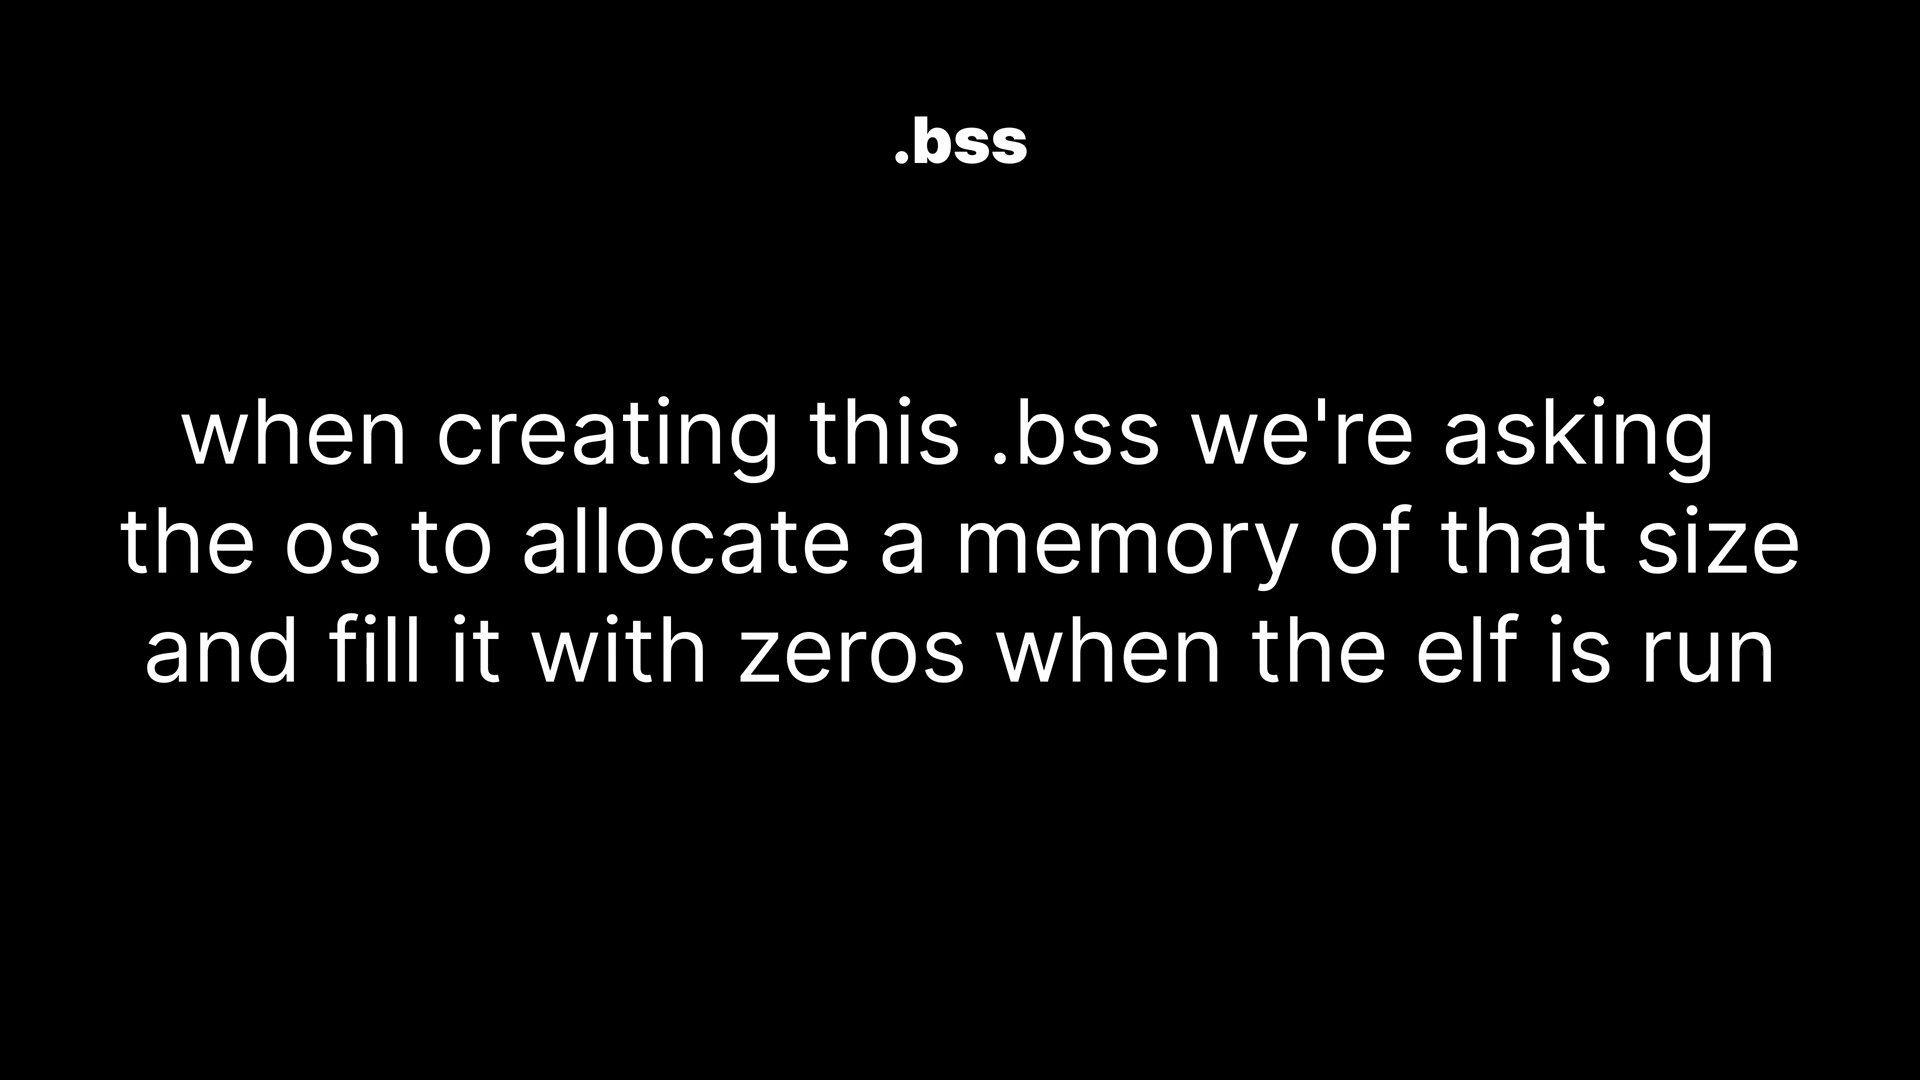 .bss
when creating this .bss we're asking
the os to allocate a memory of that size
and fill it with zeros when the elf is run